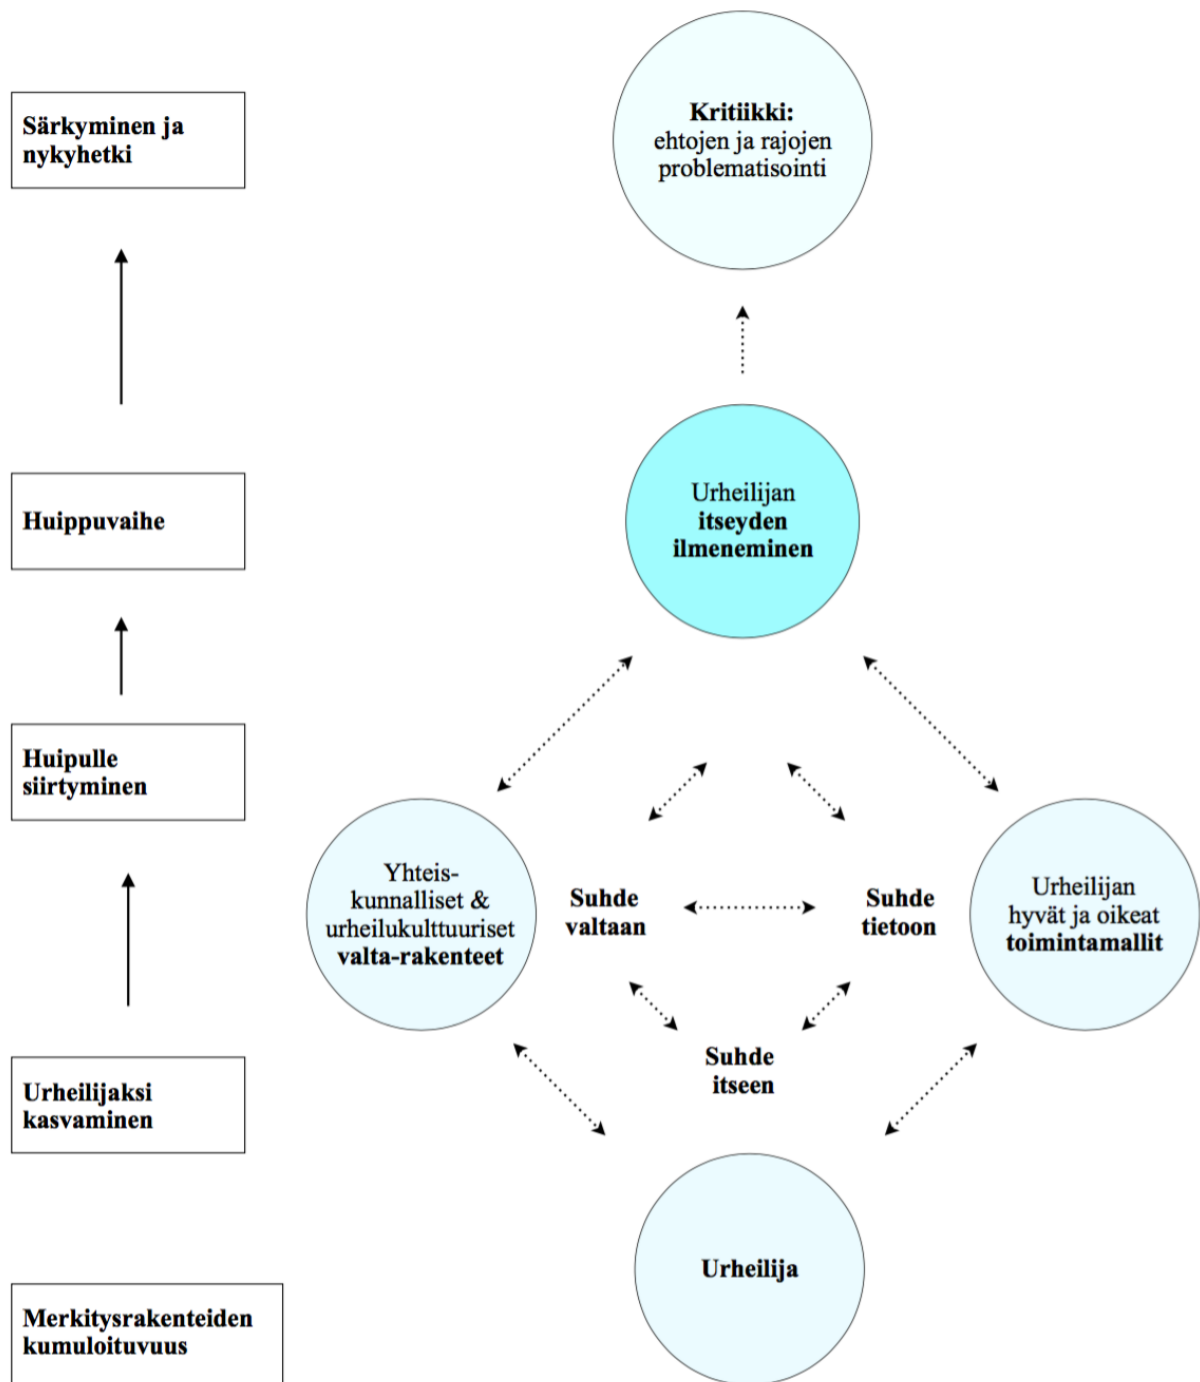 Särkyminen ja
nykyhetki
Huippuvaihe
Huipulle
siirtyminen
Urheilijaksi
kasvaminen
Merkitysrakenteiden
kumuloituvuus
Kritiikki:
ehtojen ja rajojen
problematisointi
Urheilijan
itseyden
ilmeneminen
Yhteis-
kunnalliset &
urheilukulttuuriset
valta-rakenteet
Suhde
valtaan
Suhde
tietoon
Urheilijan
hyvät ja oikeat
toimintamallit
Suhde
itseen
Urheilija